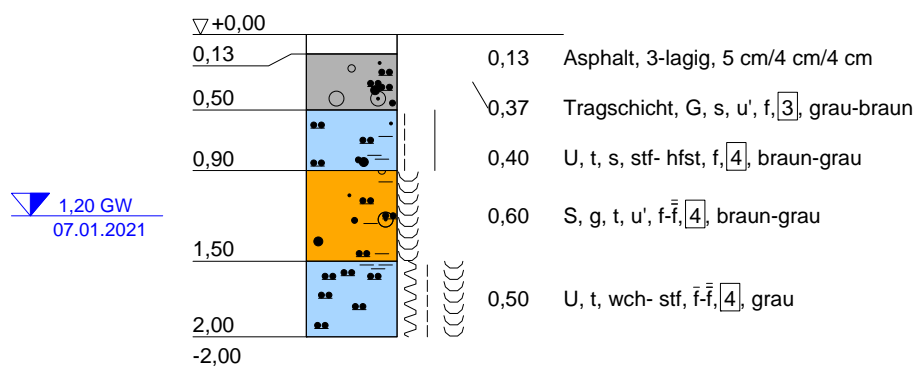 +0,00
0,13
0,13 Asphalt, 3-lagig, 5 cm/4 cm/4 cm
0,50
0,37 Tragschicht, G, s, u', f, 3, grau-braun
0,90
0,40 U, t, s, stf- hfst, f, 4, braun-grau
1,20 GW
07.01.2021
0,60 S, g, t, u', f-f̿, 4, braun-grau
1,50
0,50 U, t, wch- stf, f̄-f̿, 4, grau
2,00
-2,00